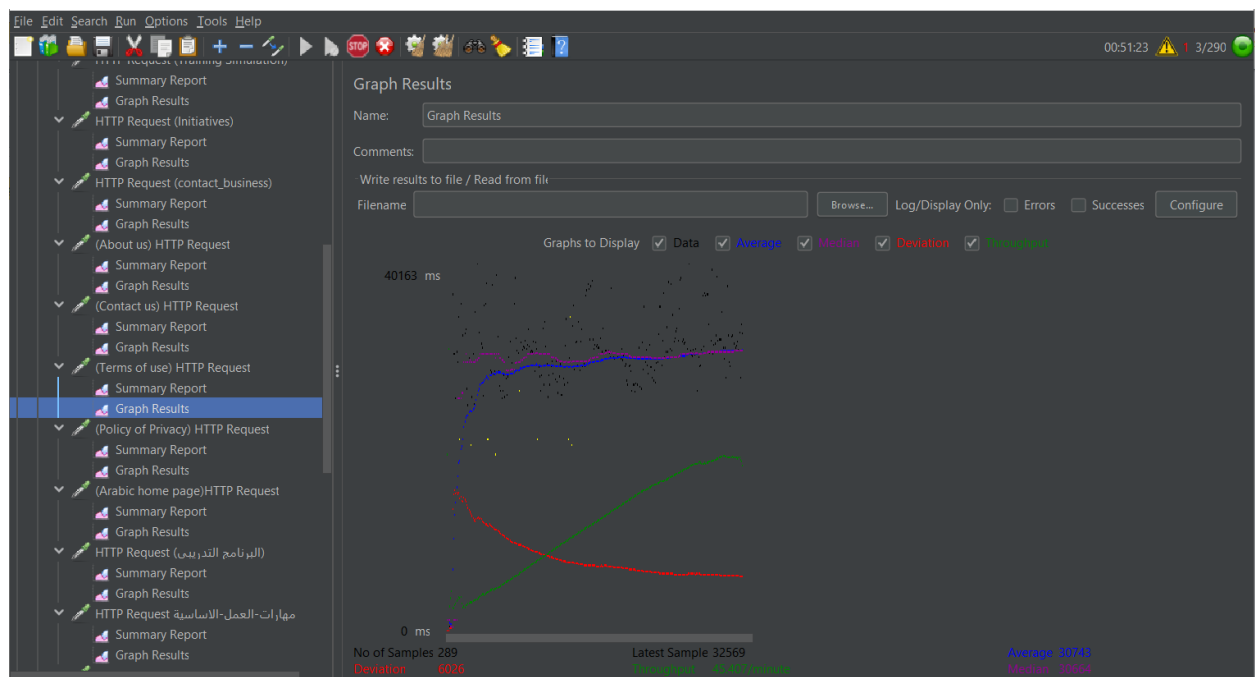 File Edit Search Run Options Tools Help
STOP
?
00:51:23 1 3/290
HTTP Request (Training Simulation)
Summary Report
Graph Results
HTTP Request (Initiatives)
Summary Report
Graph Results
HTTP Request (contact_business)
Summary Report
Graph Results
(About us) HTTP Request
Summary Report
Graph Results
(Contact us) HTTP Request
Summary Report
Graph Results
(Terms of use) HTTP Request
Summary Report
Graph Results
(Policy of Privacy) HTTP Request
Summary Report
Graph Results
(Arabic home page)HTTP Request
Summary Report
Graph Results
HTTP Request (البرنامج التدريبى)
Summary Report
Graph Results
HTTP Request مهارات-العمل-الاساسية
Summary Report
Graph Results
Graph Results
Name: Graph Results
Comments:
Write results to file / Read from file
Filename Browse... Log/Display Only: Errors Successes Configure
Graphs to Display Data Average Median Deviation Throughput
40163 ms
0 ms
No of Samples 289 Latest Sample 32569 Average 30743
Deviation 6026 Throughput 45.407/minute Median